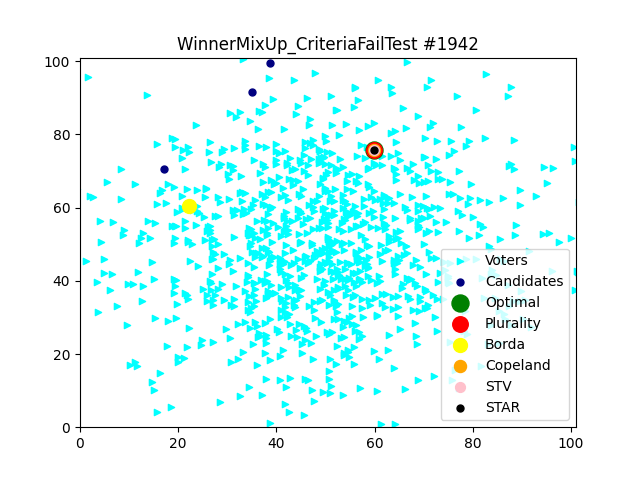 WinnerMixUp_CriteriaFailTest #1942
100
80
60
40
20
0
0 20 40 60 80 100
Voters
Candidates
Optimal
Plurality
Borda
Copeland
STV
STAR